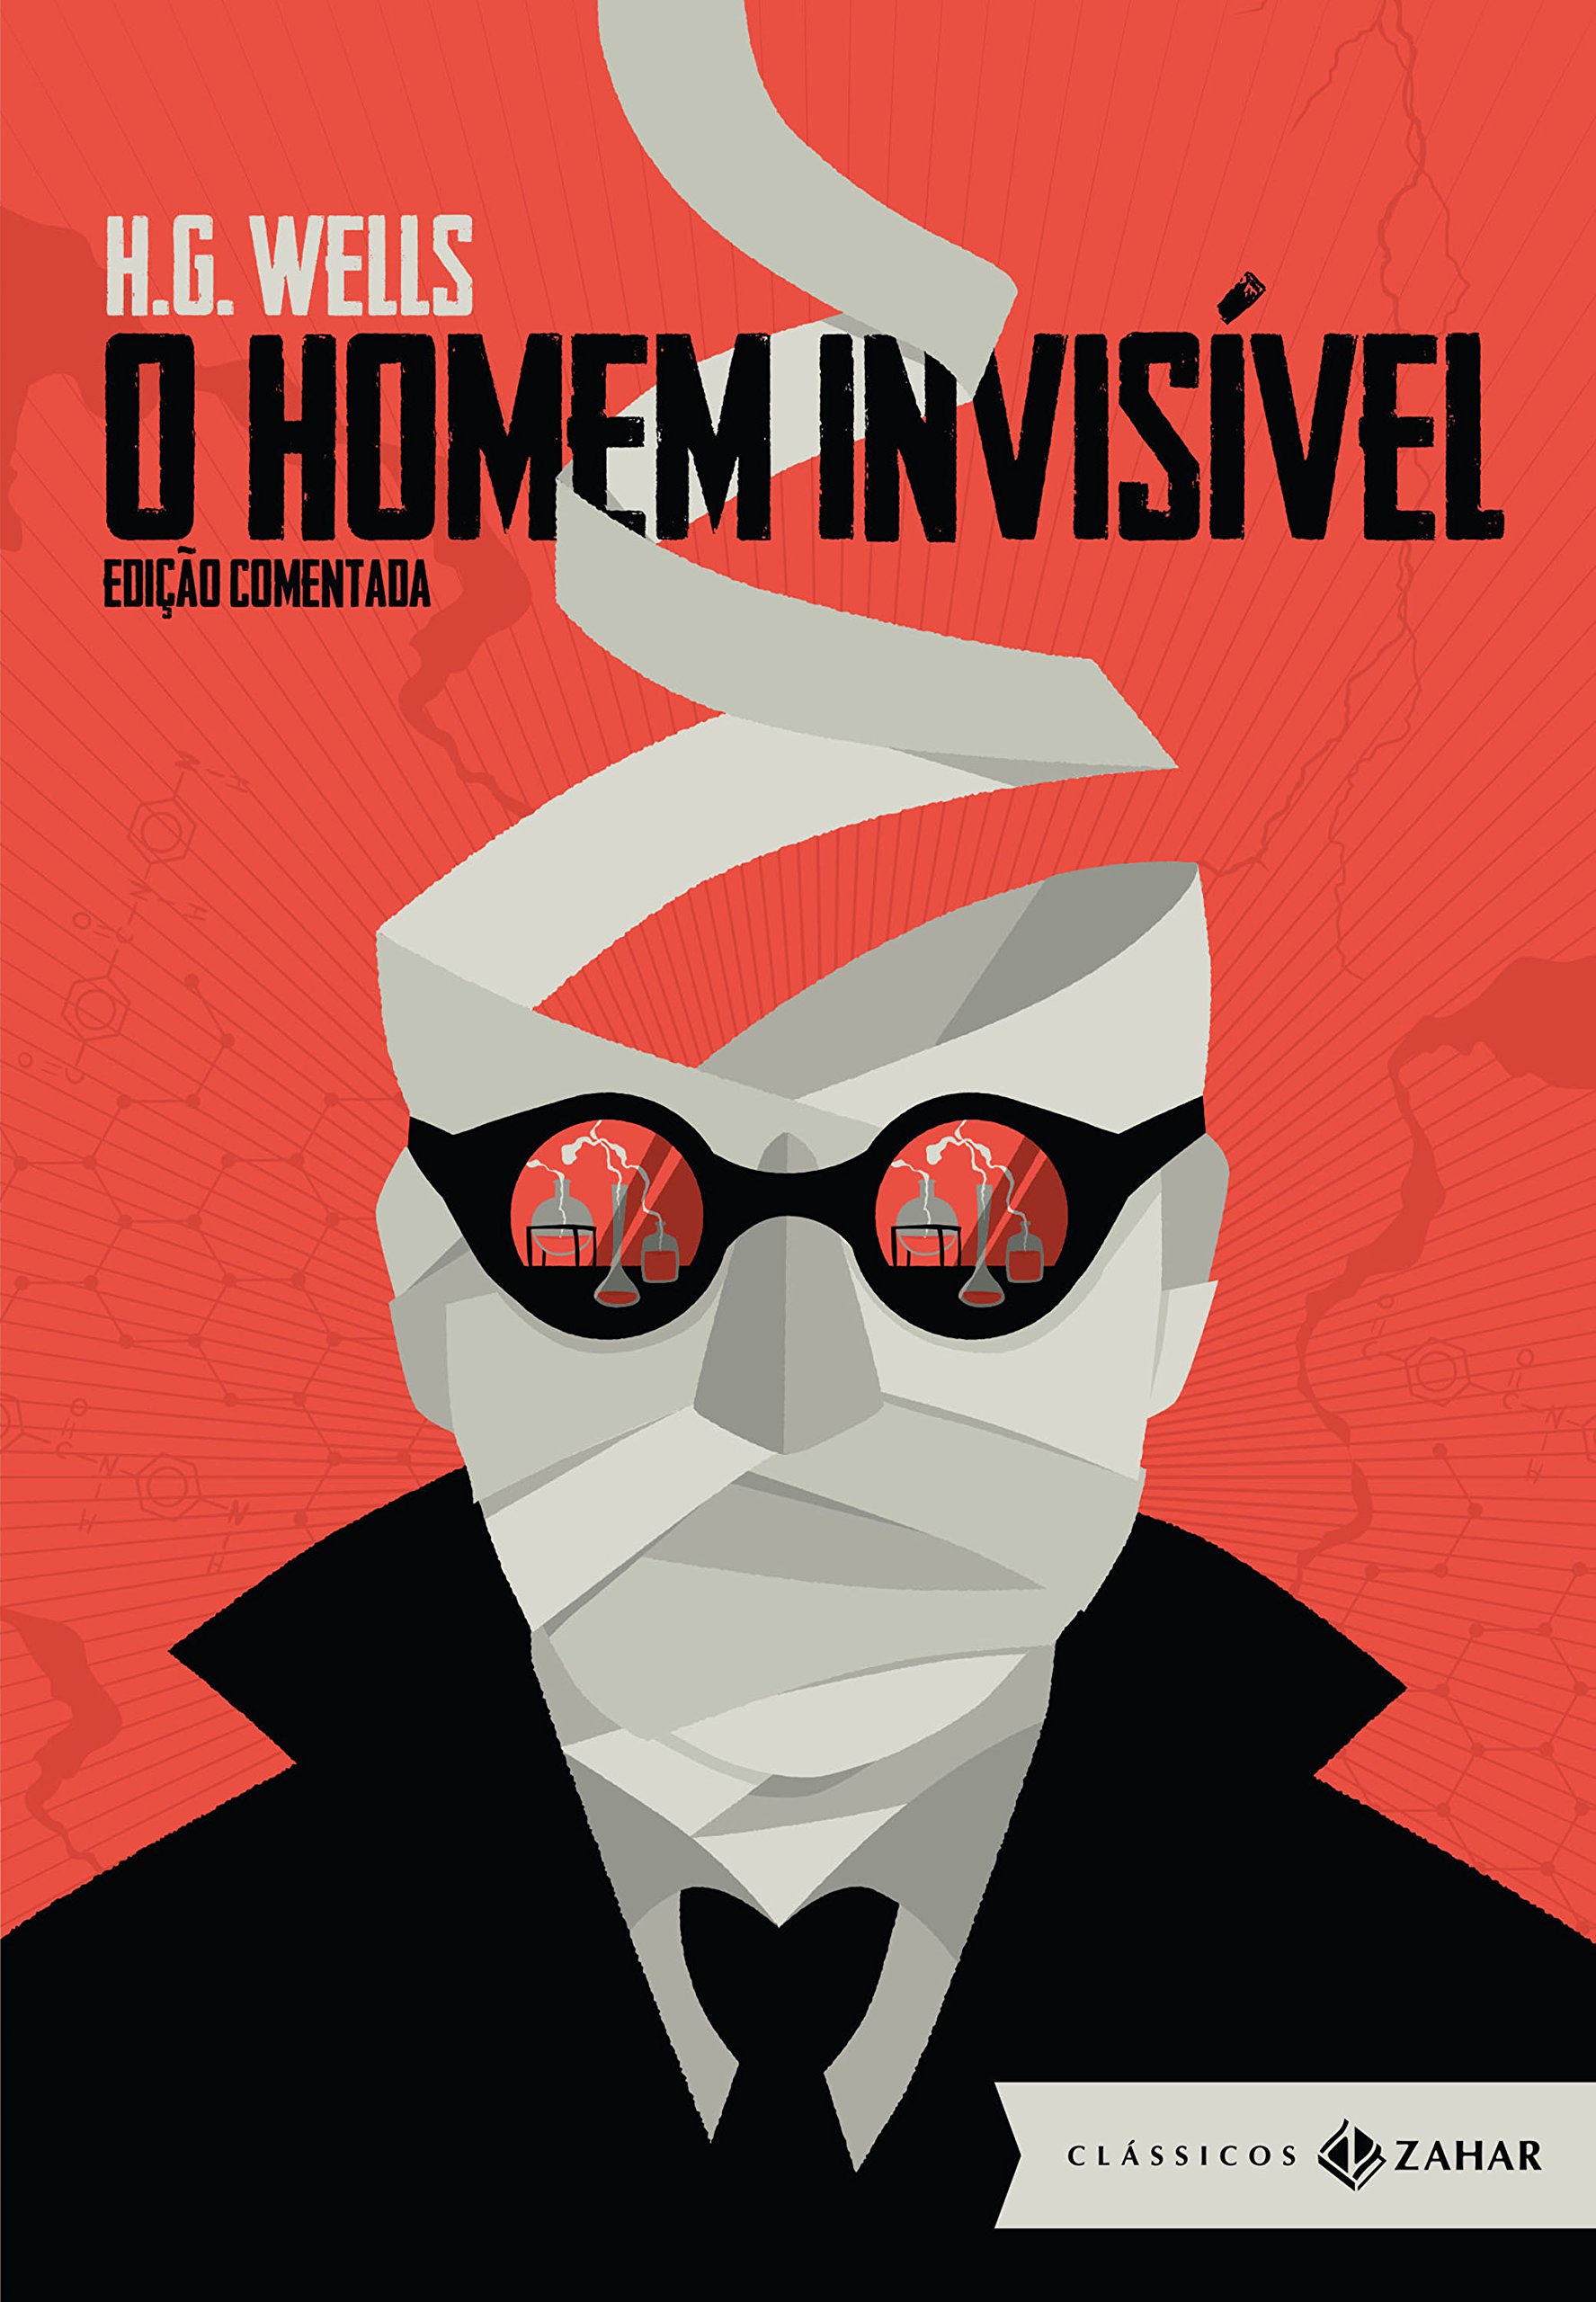 H.G. WELLS
O HOMEM INVISÍVEL
EDIÇÃO COMENTADA
N-H
N-H
O=C
O=C
O
C
N
H
N
H
O
C
O
C
N
H
CLÁSSICOS ZAHAR